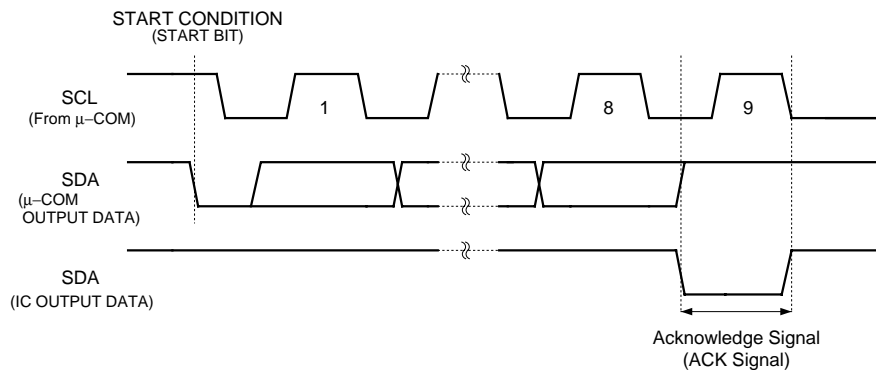 START CONDITION
(START BIT)
SCL
(From μ−COM)
1
8
9
SDA
(μ−COM
OUTPUT DATA)
SDA
(IC OUTPUT DATA)
Acknowledge Signal
(ACK Signal)